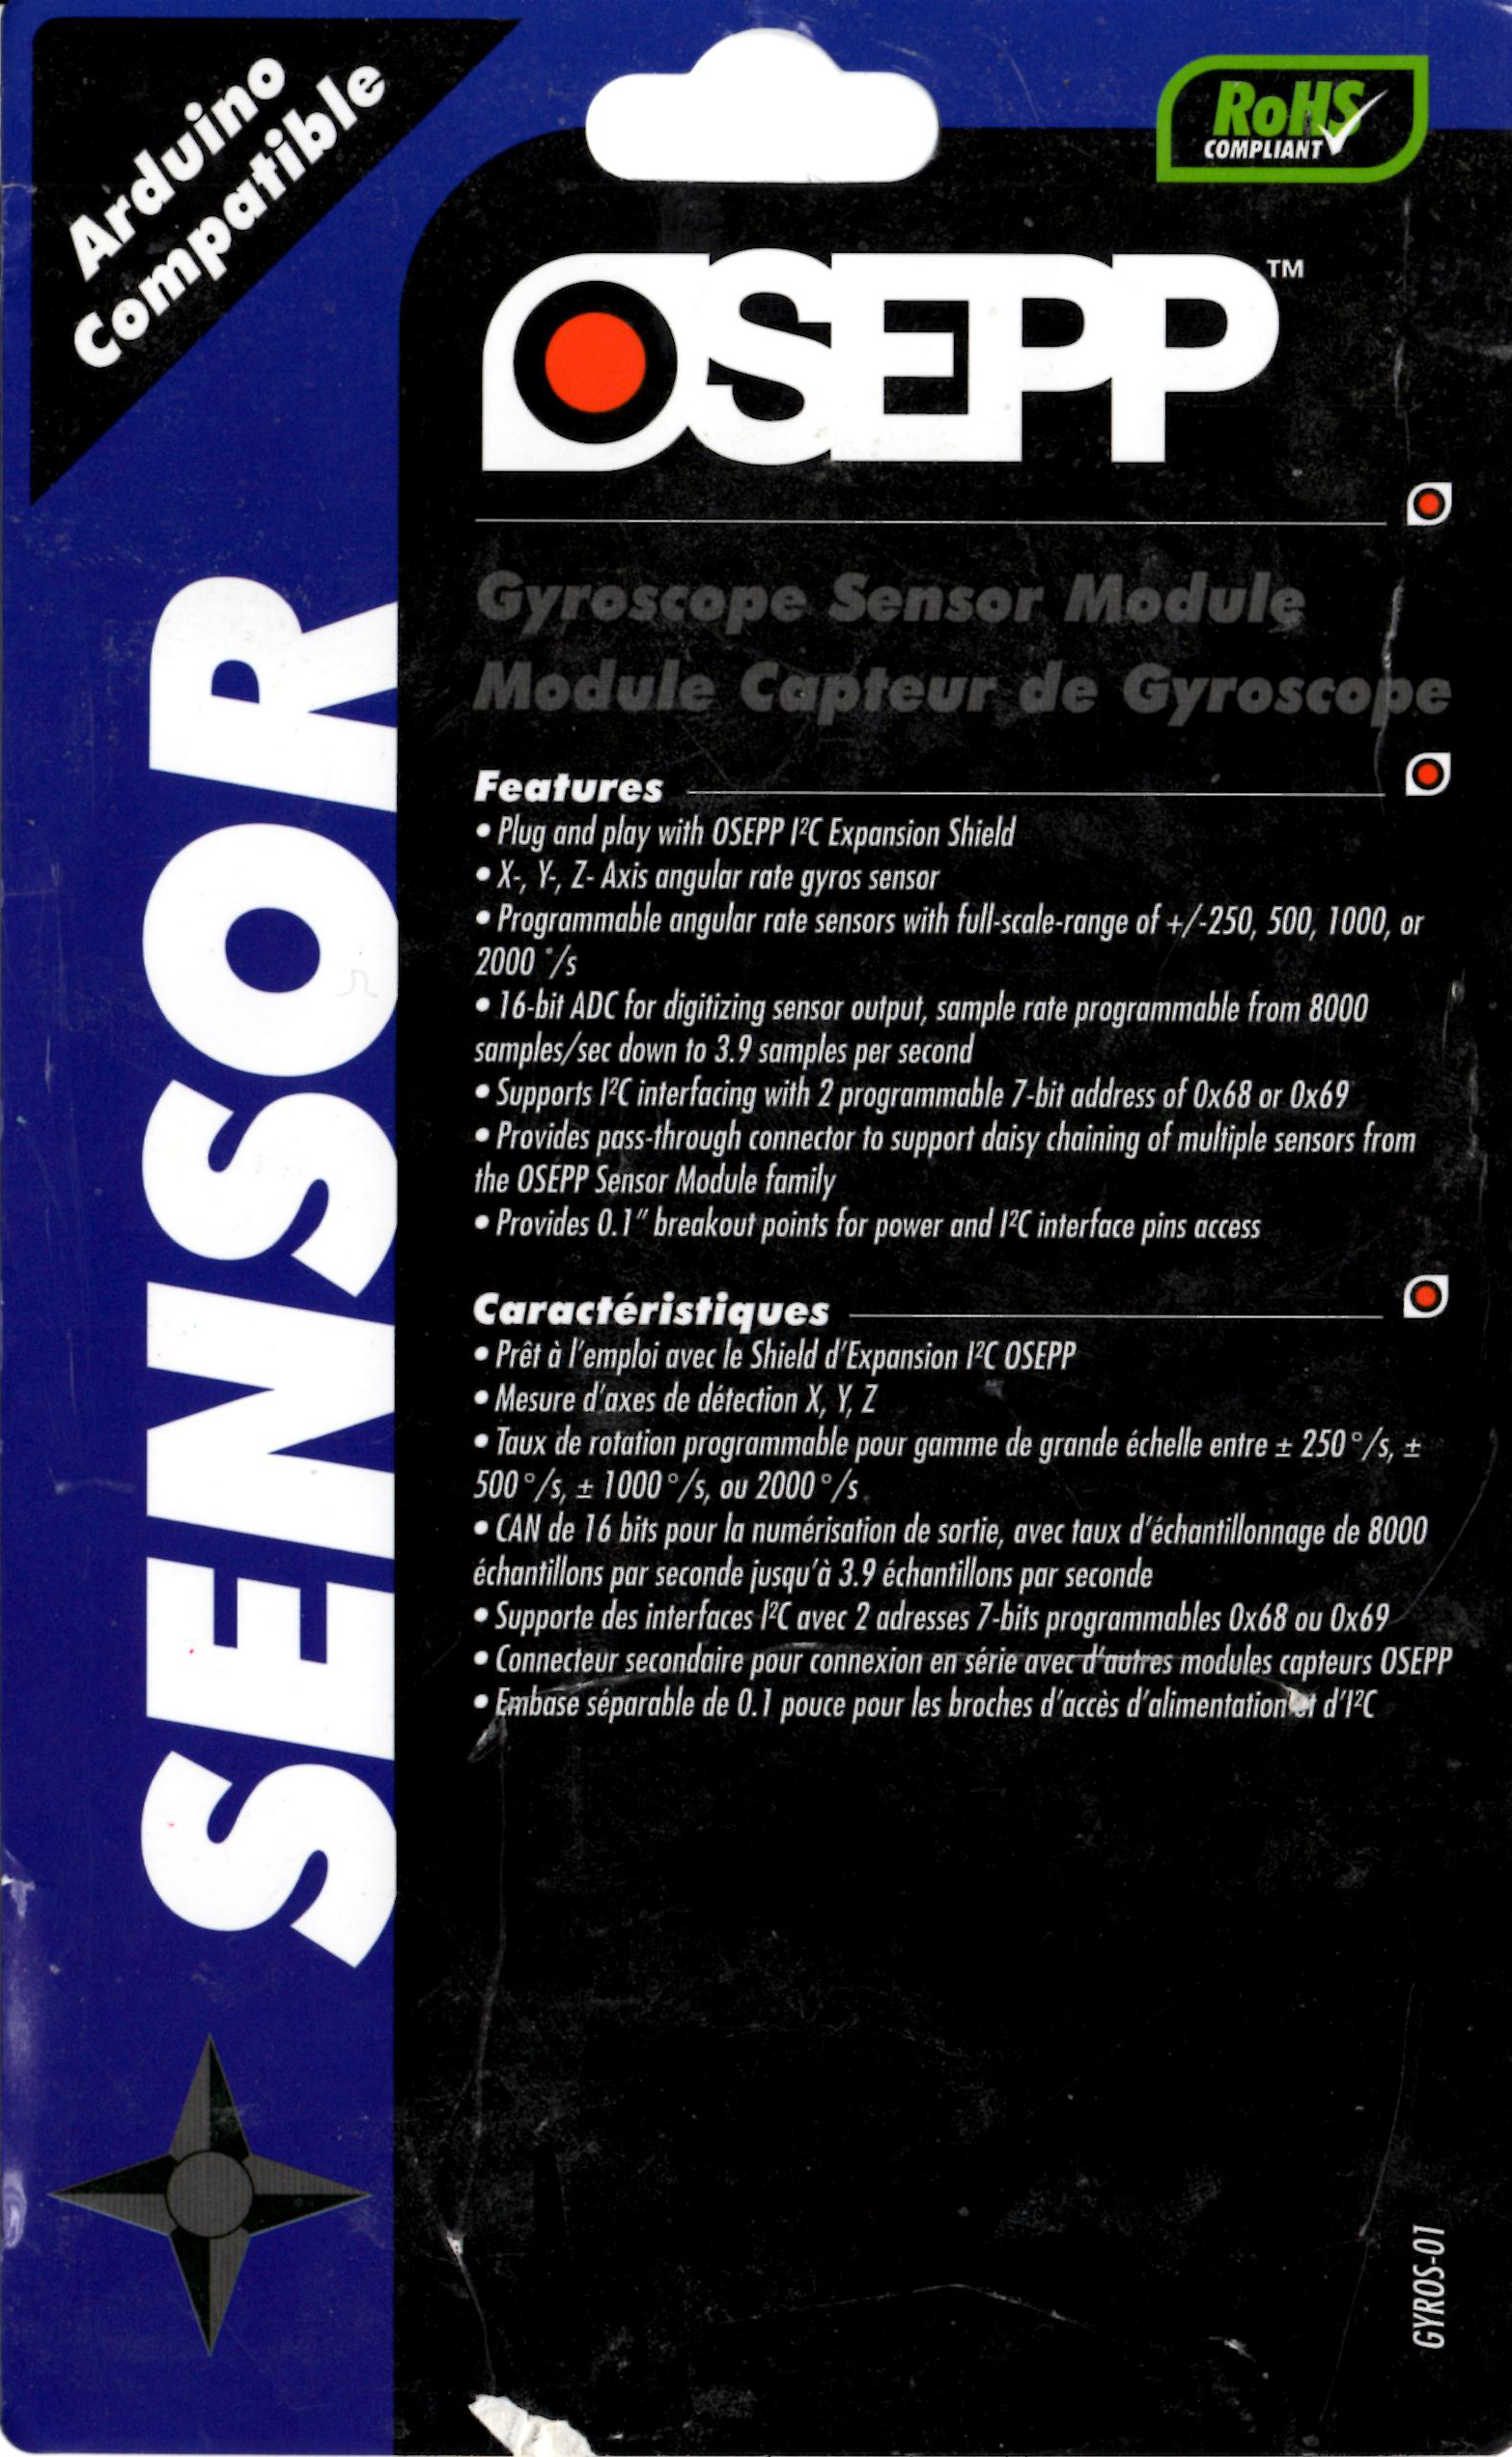 Arduino
Compatible
RoHS
COMPLIANT
OSEPP™
Gyroscope Sensor Module
Module Capteur de Gyroscope
Features
• Plug and play with OSEPP I²C Expansion Shield
• X-, Y-, Z- Axis angular rate gyros sensor
• Programmable angular rate sensors with full-scale-range of +/-250, 500, 1000, or
2000 °/s
• 16-bit ADC for digitizing sensor output, sample rate programmable from 8000
samples/sec down to 3.9 samples per second
• Supports I²C interfacing with 2 programmable 7-bit address of 0x68 or 0x69
• Provides pass-through connector to support daisy chaining of multiple sensors from
the OSEPP Sensor Module family
• Provides 0.1" breakout points for power and I²C interface pins access
Caractéristiques
• Prêt à l'emploi avec le Shield d'Expansion I²C OSEPP
• Mesure d'axes de détection X, Y, Z
• Taux de rotation programmable pour gamme de grande échelle entre ± 250°/s, ±
500°/s, ± 1000°/s, ou 2000°/s
• CAN de 16 bits pour la numérisation de sortie, avec taux d'échantillonnage de 8000
échantillons par seconde jusqu'à 3.9 échantillons par seconde
• Supporte des interfaces I²C avec 2 adresses 7-bits programmables 0x68 ou 0x69
• Connecteur secondaire pour connexion en série avec d'autres modules capteurs OSEPP
• Embase séparable de 0.1 pouce pour les broches d'accès d'alimentation et d'I²C
SENSOR
GYROS-01